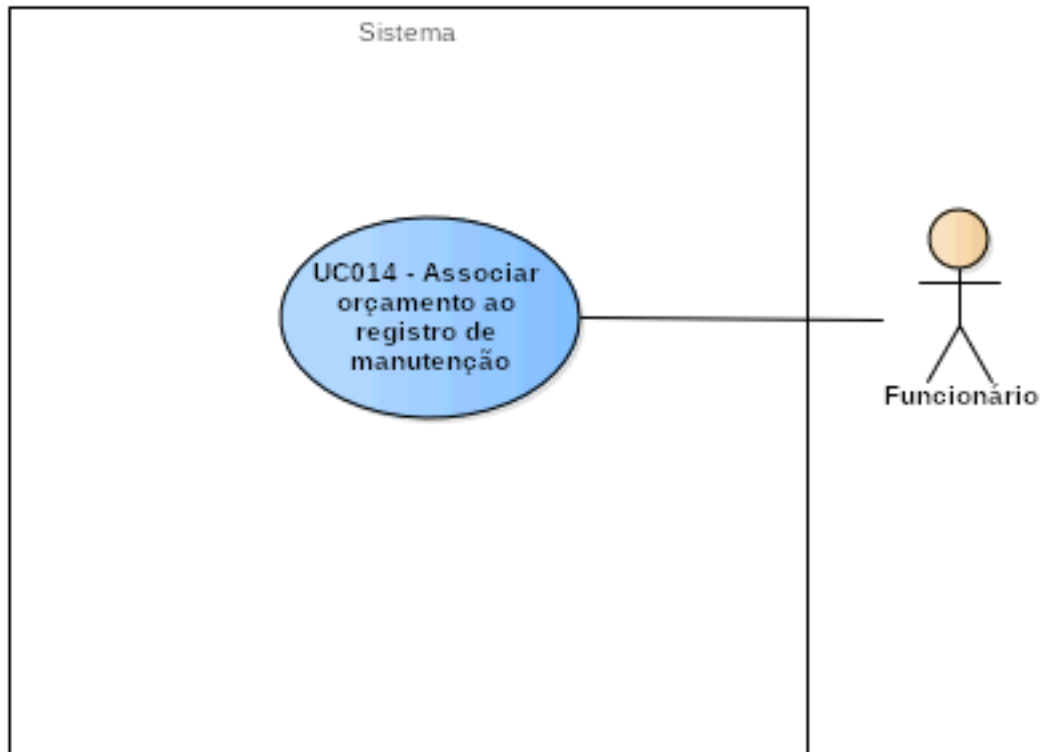 Sistema
UC014 - Associar
orçamento ao
registro de
manutenção
Funcionário